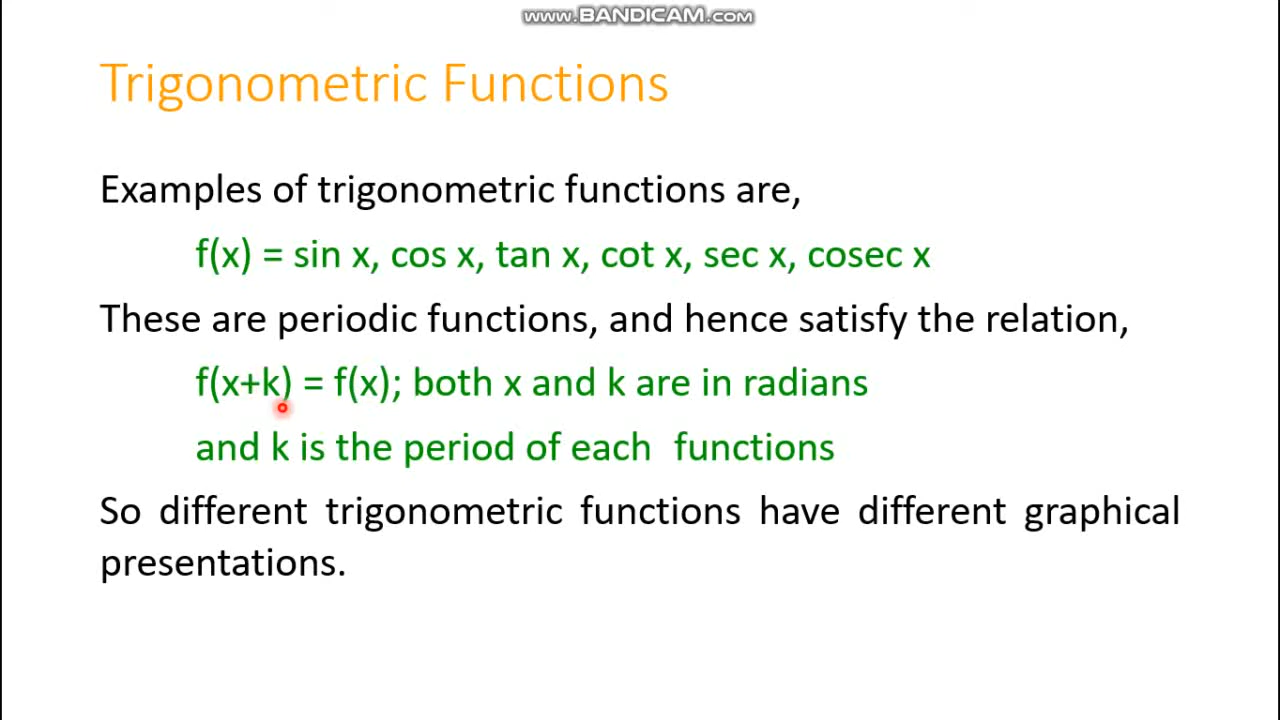 www.BANDICAM.com
Trigonometric Functions
Examples of trigonometric functions are,
f(x) = sin x, cos x, tan x, cot x, sec x, cosec x
These are periodic functions, and hence satisfy the relation,
f(x+k) = f(x); both x and k are in radians
and k is the period of each functions
So different trigonometric functions have different graphical
presentations.